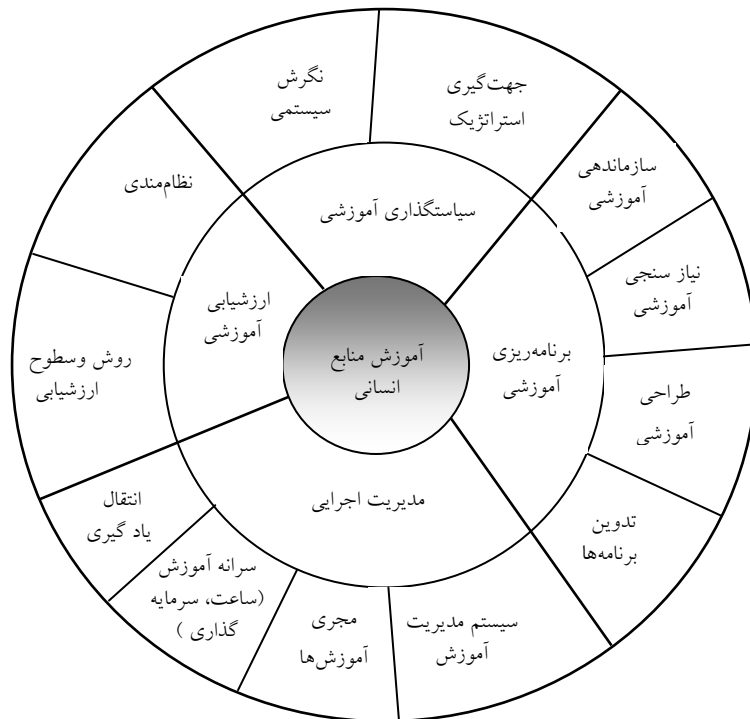 جهت‌گیری
استراتژیک
نگرش
سیستمی
سازماندهی
آموزشی
نیاز سنجی
آموزشی
طراحی
آموزشی
تدوین
برنامه‌ها
سیستم مدیریت
آموزش
مجری
آموزش‌ها
سرانه آموزش
(ساعت، سرمایه
گذاری )
انتقال
یاد گیری
روش وسطوح
ارزشیابی
نظام‌مندی
سیاستگذاری آموزشی
برنامه‌ریزی
آموزشی
مدیریت اجرایی
ارزشیابی
آموزشی
آموزش منابع
انسانی